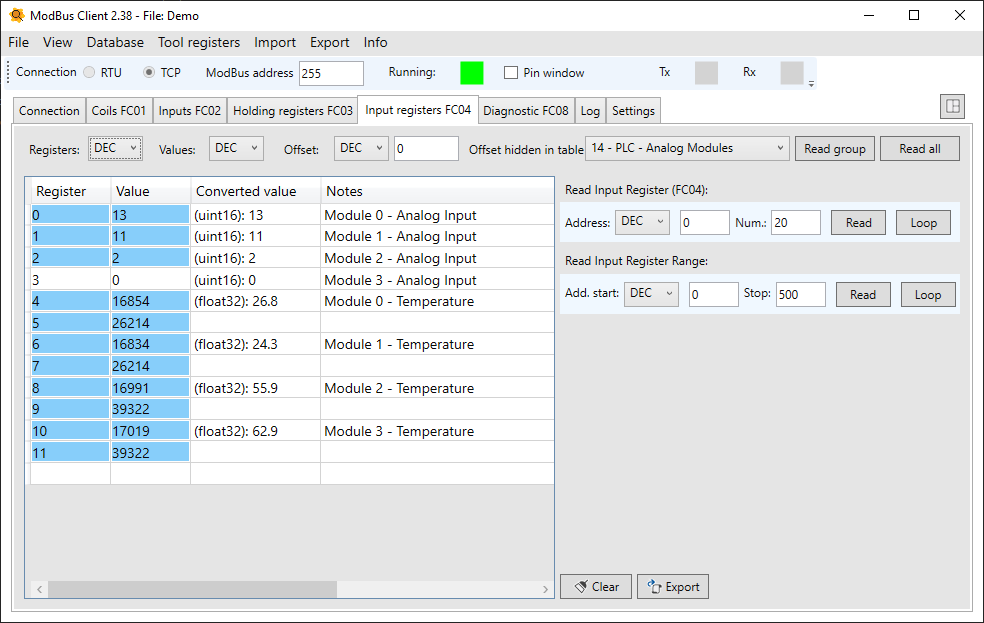 ModBus Client 2.38 - File: Demo
File View Database Tool registers Import Export Info
Connection RTU TCP ModBus address 255 Running: Pin window Tx Rx
Connection Coils FC01 Inputs FC02 Holding registers FC03 Input registers FC04 Diagnostic FC08 Log Settings
Registers: DEC Values: DEC Offset: DEC 0 Offset hidden in table 14 - PLC - Analog Modules Read group Read all
Register Value Converted value Notes
0 13 (uint16): 13 Module 0 - Analog Input
1 11 (uint16): 11 Module 1 - Analog Input
2 2 (uint16): 2 Module 2 - Analog Input
3 0 (uint16): 0 Module 3 - Analog Input
4 16854 (float32): 26.8 Module 0 - Temperature
5 26214
6 16834 (float32): 24.3 Module 1 - Temperature
7 26214
8 16991 (float32): 55.9 Module 2 - Temperature
9 39322
10 17019 (float32): 62.9 Module 3 - Temperature
11 39322
Read Input Register (FC04):
Address: DEC 0 Num.: 20 Read Loop
Read Input Register Range:
Add. start: DEC 0 Stop: 500 Read Loop
Clear Export